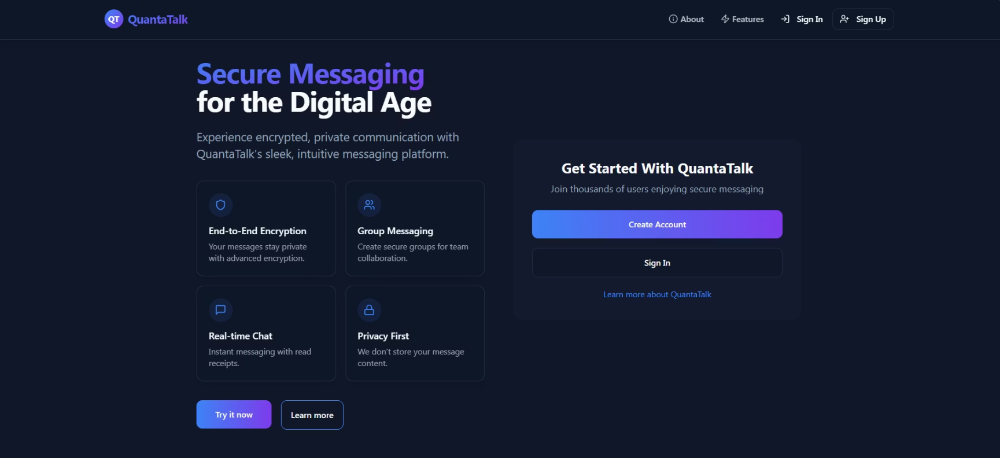 QT QuantaTalk
About
Features
Sign In
Sign Up
Secure Messaging
for the Digital Age
Experience encrypted, private communication with
QuantaTalk's sleek, intuitive messaging platform.
End-to-End Encryption
Your messages stay private
with advanced encryption.
Group Messaging
Create secure groups for team
collaboration.
Real-time Chat
Instant messaging with read
receipts.
Privacy First
We don't store your message
content.
Try it now
Learn more
Get Started With QuantaTalk
Join thousands of users enjoying secure messaging
Create Account
Sign In
Learn more about QuantaTalk